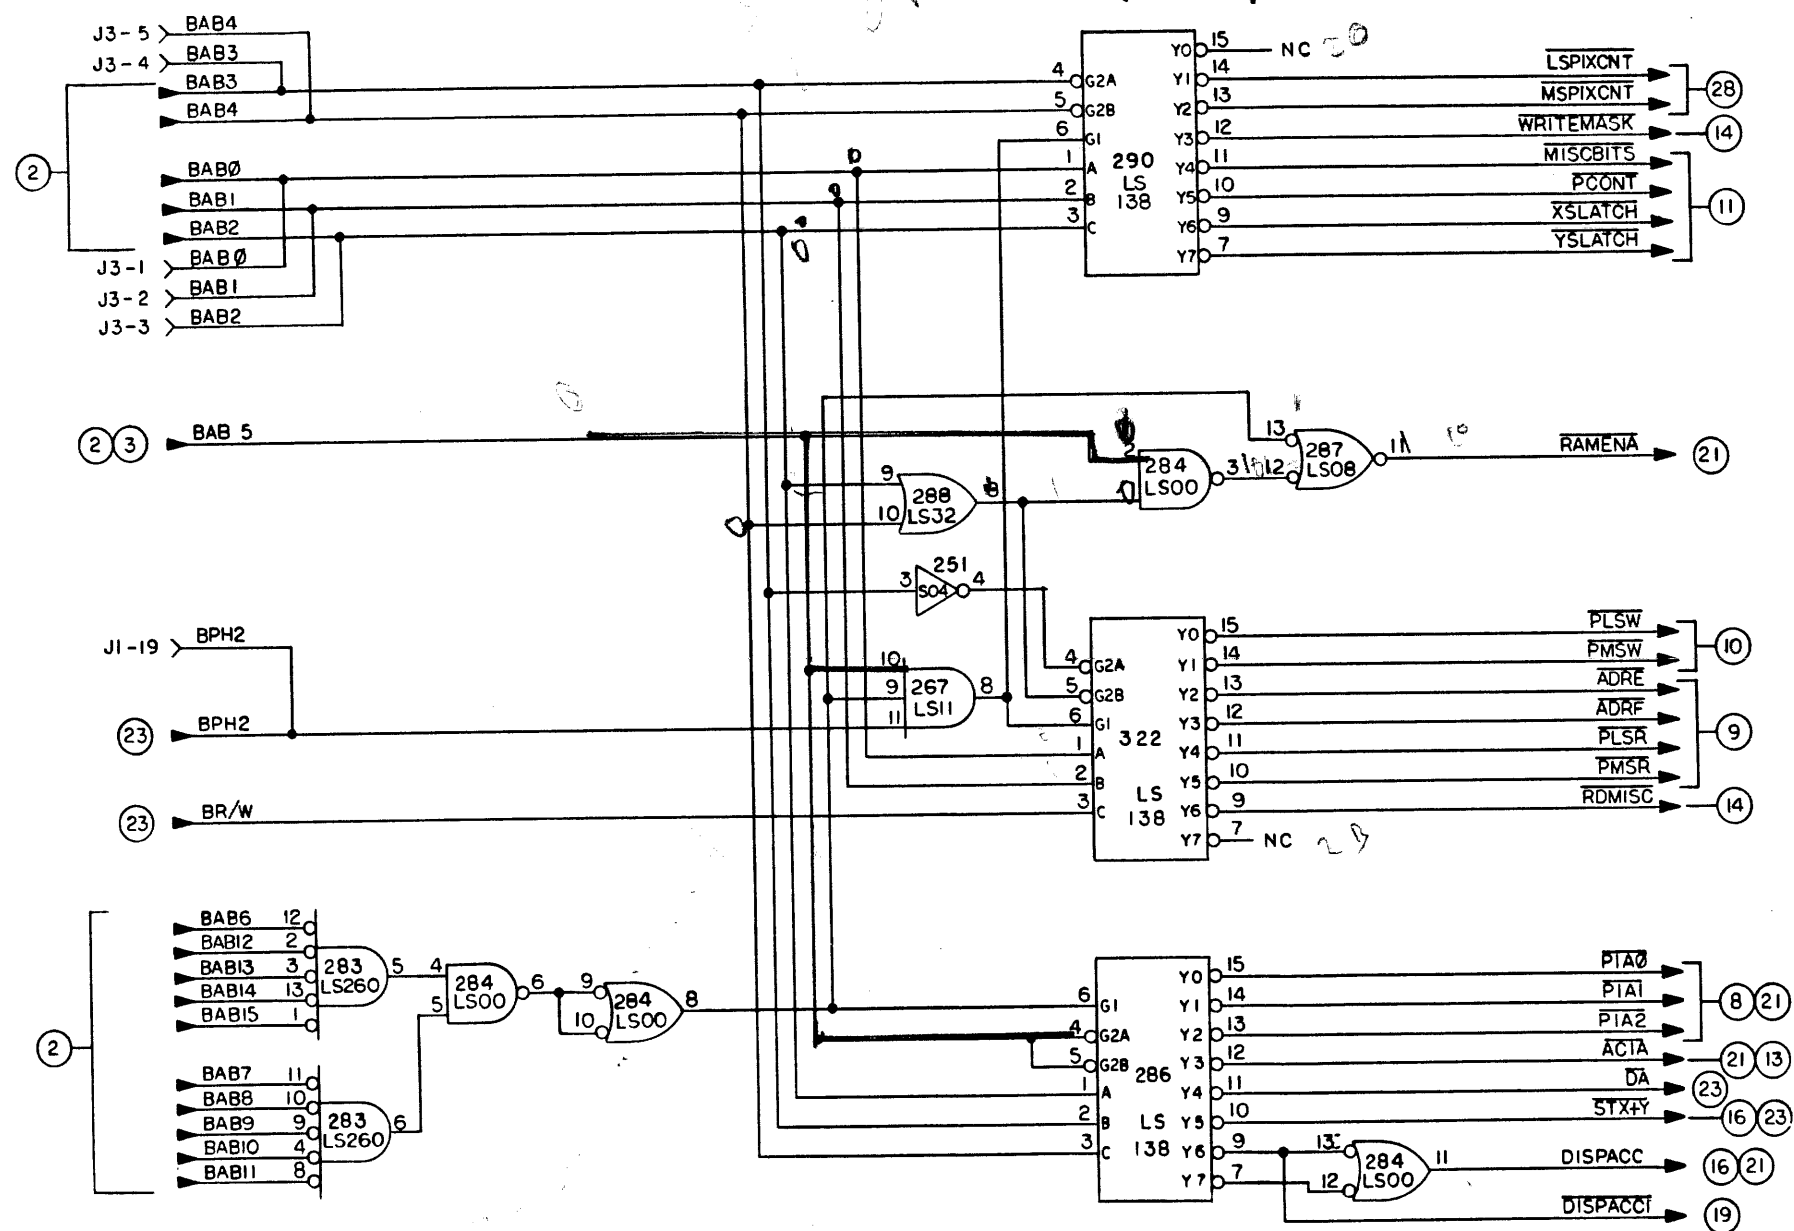 J3-5 BAB4
J3-4 BAB3
BAB3
BAB4
2
BABØ
BAB1
BAB2
J3-1 BABØ
J3-2 BAB1
J3-3 BAB2
4 G2A
5 G2B
6 G1
1 A
2 B
3 C
290
LS
138
Y0 15 NC
Y1 14 LSPIXCNT
Y2 13 MSPIXCNT
28
Y3 12 WRITEMASK 14
Y4 11 MISCBITS
Y5 10 PCONT
Y6 9 XSLATCH
Y7 7 YSLATCH
11
2 3 BAB 5
9
10
288
LS32
2
284
LS00
3
13
12
287
LS08
11
RAMENA 21
3
251
S04
4
J1-19 BPH2
23 BPH2
10
9
11
267
LS11
8
23 BR/W
4 G2A
5 G2B
6 G1
1 A
2 B
3 C
322
LS
138
Y0 15 PLSW
Y1 14 PMSW
10
Y2 13 ADRE
Y3 12 ADRF
Y4 11 PLSR
Y5 10 PMSR
9
Y6 9 RDMISC 14
Y7 7 NC
2
BAB6 12
BAB12 2
BAB13 3
BAB14 13
BAB15 1
283
LS260
5
BAB7 11
BAB8 10
BAB9 9
BAB10 4
BAB11 8
283
LS260
6
4
5
284
LS00
6
9
10
284
LS00
8
6 G1
4 G2A
5 G2B
1 A
2 B
3 C
286
LS
138
Y0 15 PIAØ
Y1 14 PIA1
Y2 13 PIA2
8 21
Y3 12 ACIA 21 13
Y4 11 DA 23
Y5 10 STX+Y 16 23
Y6 9
Y7 7
13
12
284
LS00
11
DISPACC 16 21
DISPACCI 19